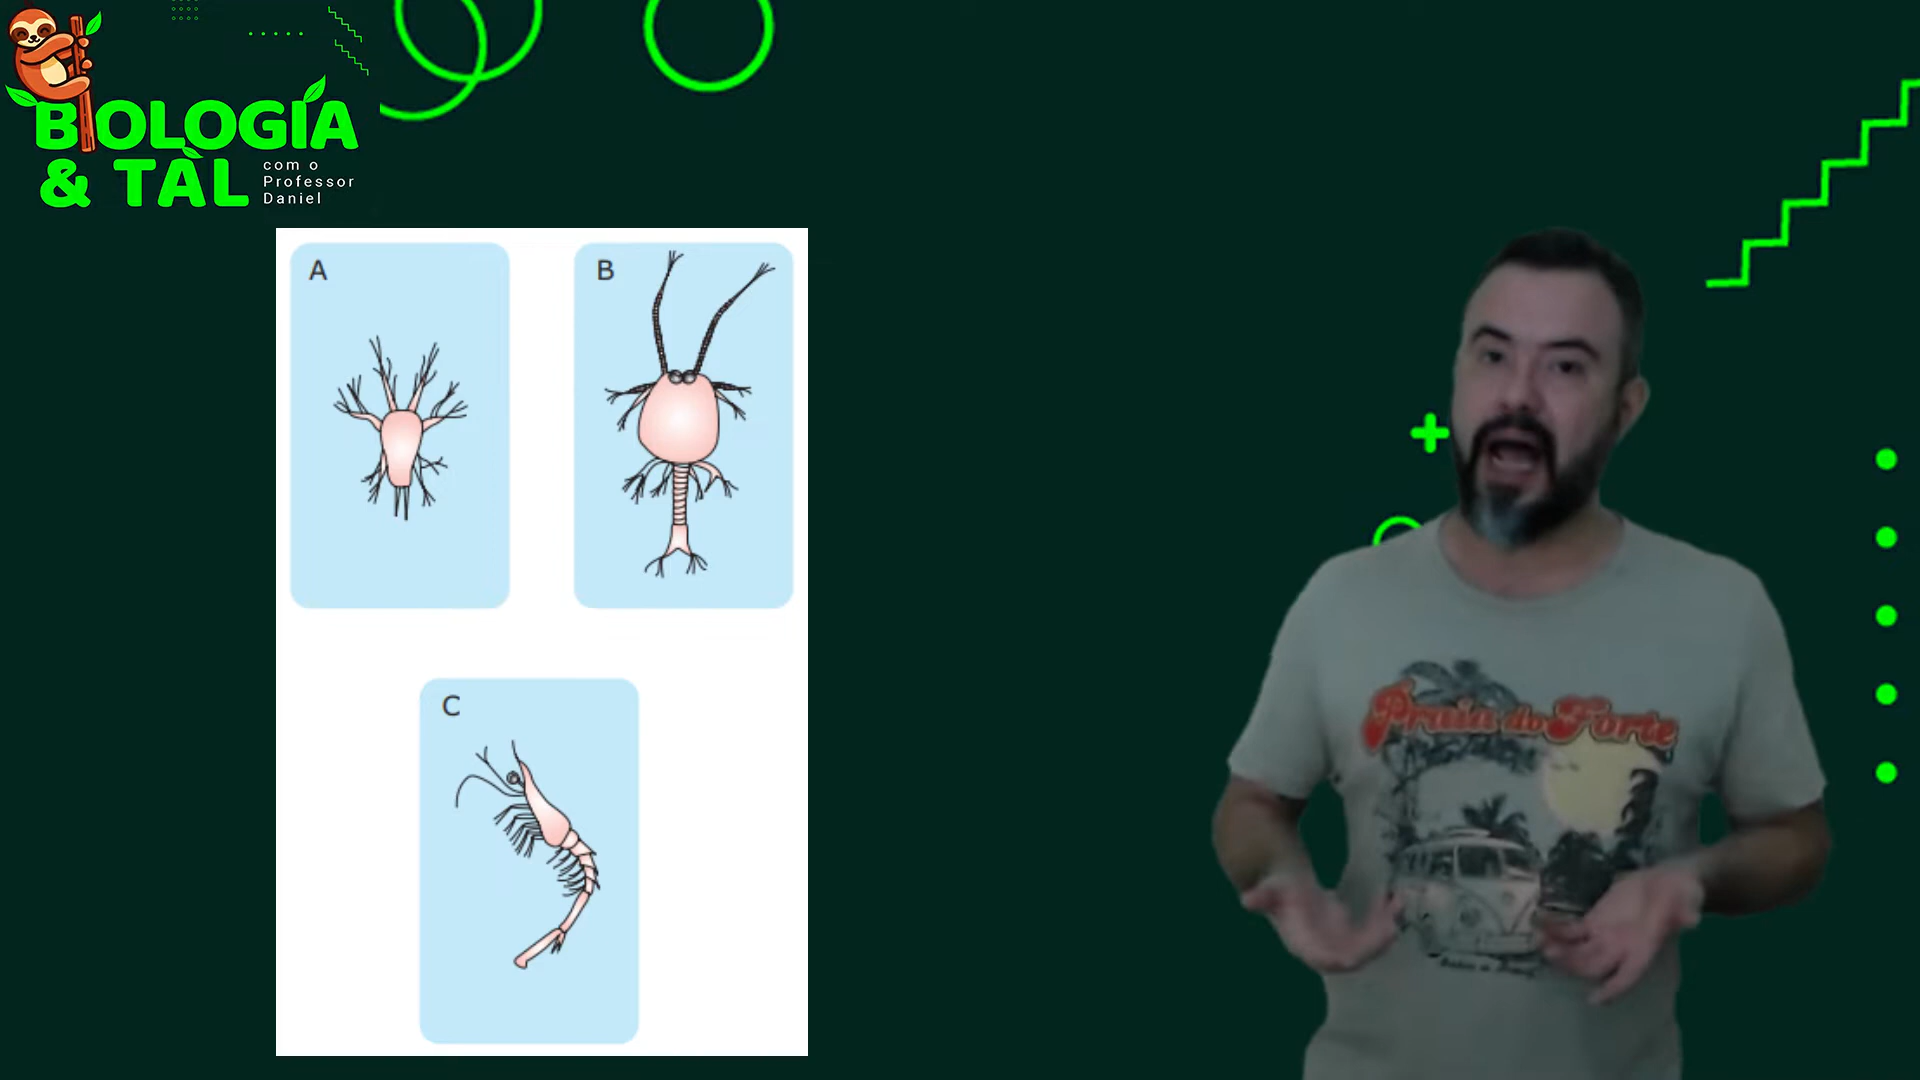 BIOLOGIA
& TAL
com o
Professor
Daniel
A
B
C
Praia do Forte